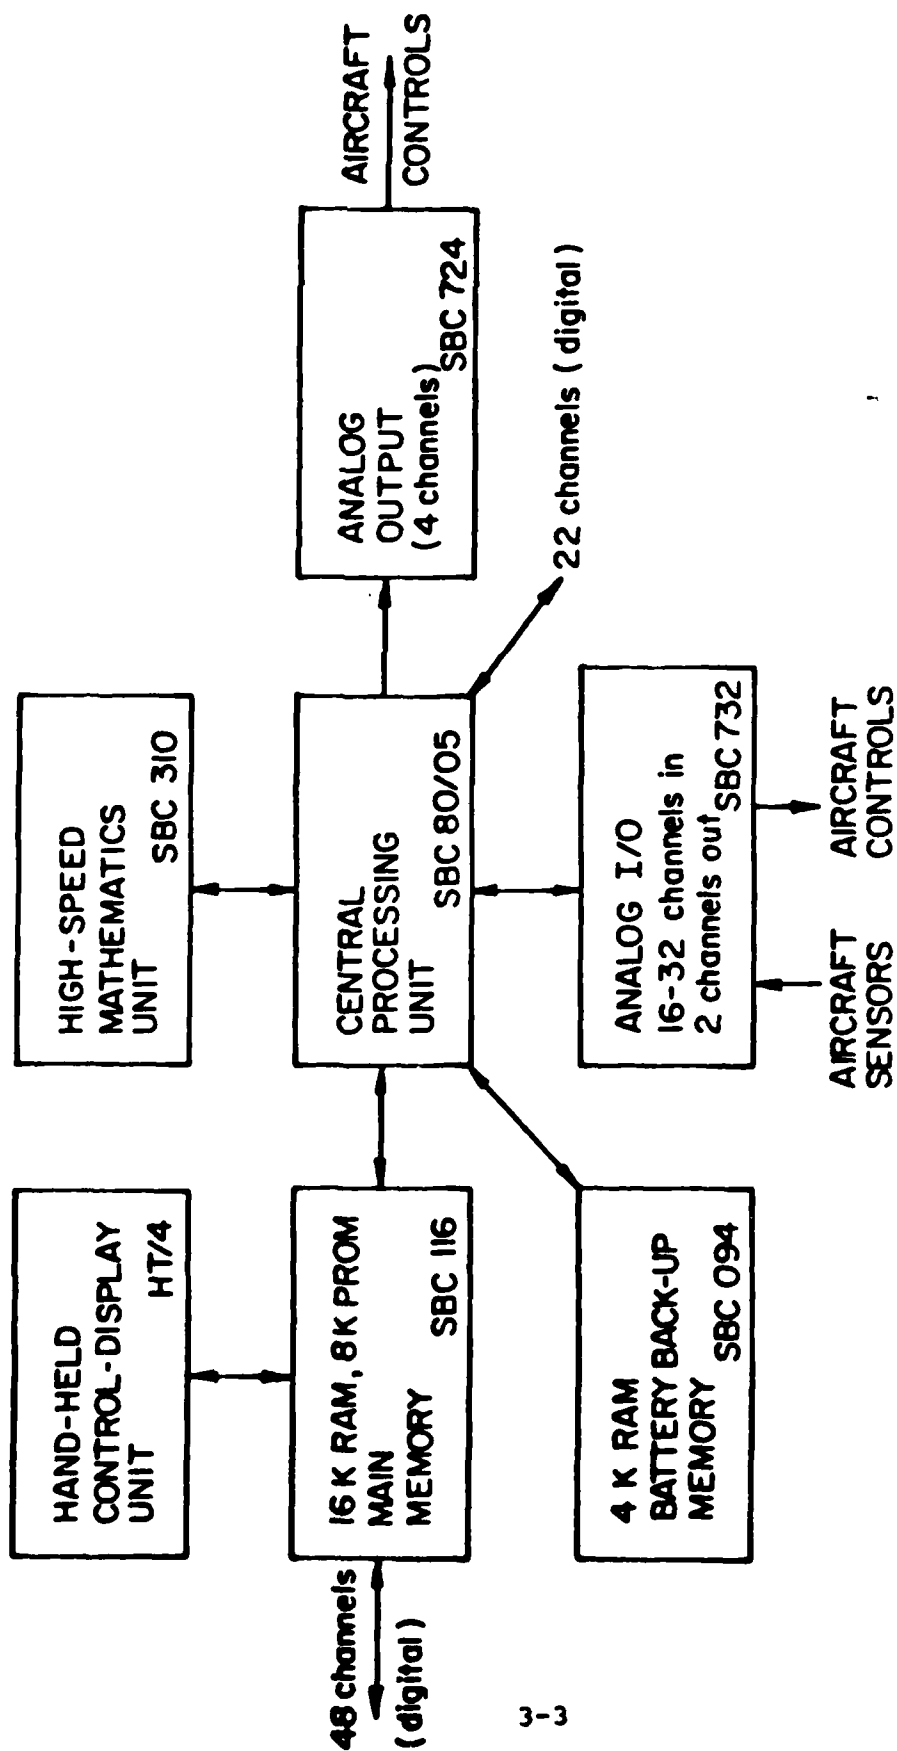 HAND-HELD
CONTROL-DISPLAY
UNIT
HT/4
HIGH-SPEED
MATHEMATICS
UNIT
SBC 310
48 channels
(digital)
16K RAM, 8K PROM
MAIN
MEMORY
SBC 116
CENTRAL
PROCESSING
UNIT
SBC 80/05
ANALOG
OUTPUT
(4 channels)
SBC 724
AIRCRAFT
CONTROLS
4K RAM
BATTERY BACK-UP
MEMORY
SBC 094
ANALOG I/O
16-32 channels in
2 channels out
SBC 732
22 channels (digital)
AIRCRAFT
SENSORS
AIRCRAFT
CONTROLS
3-3